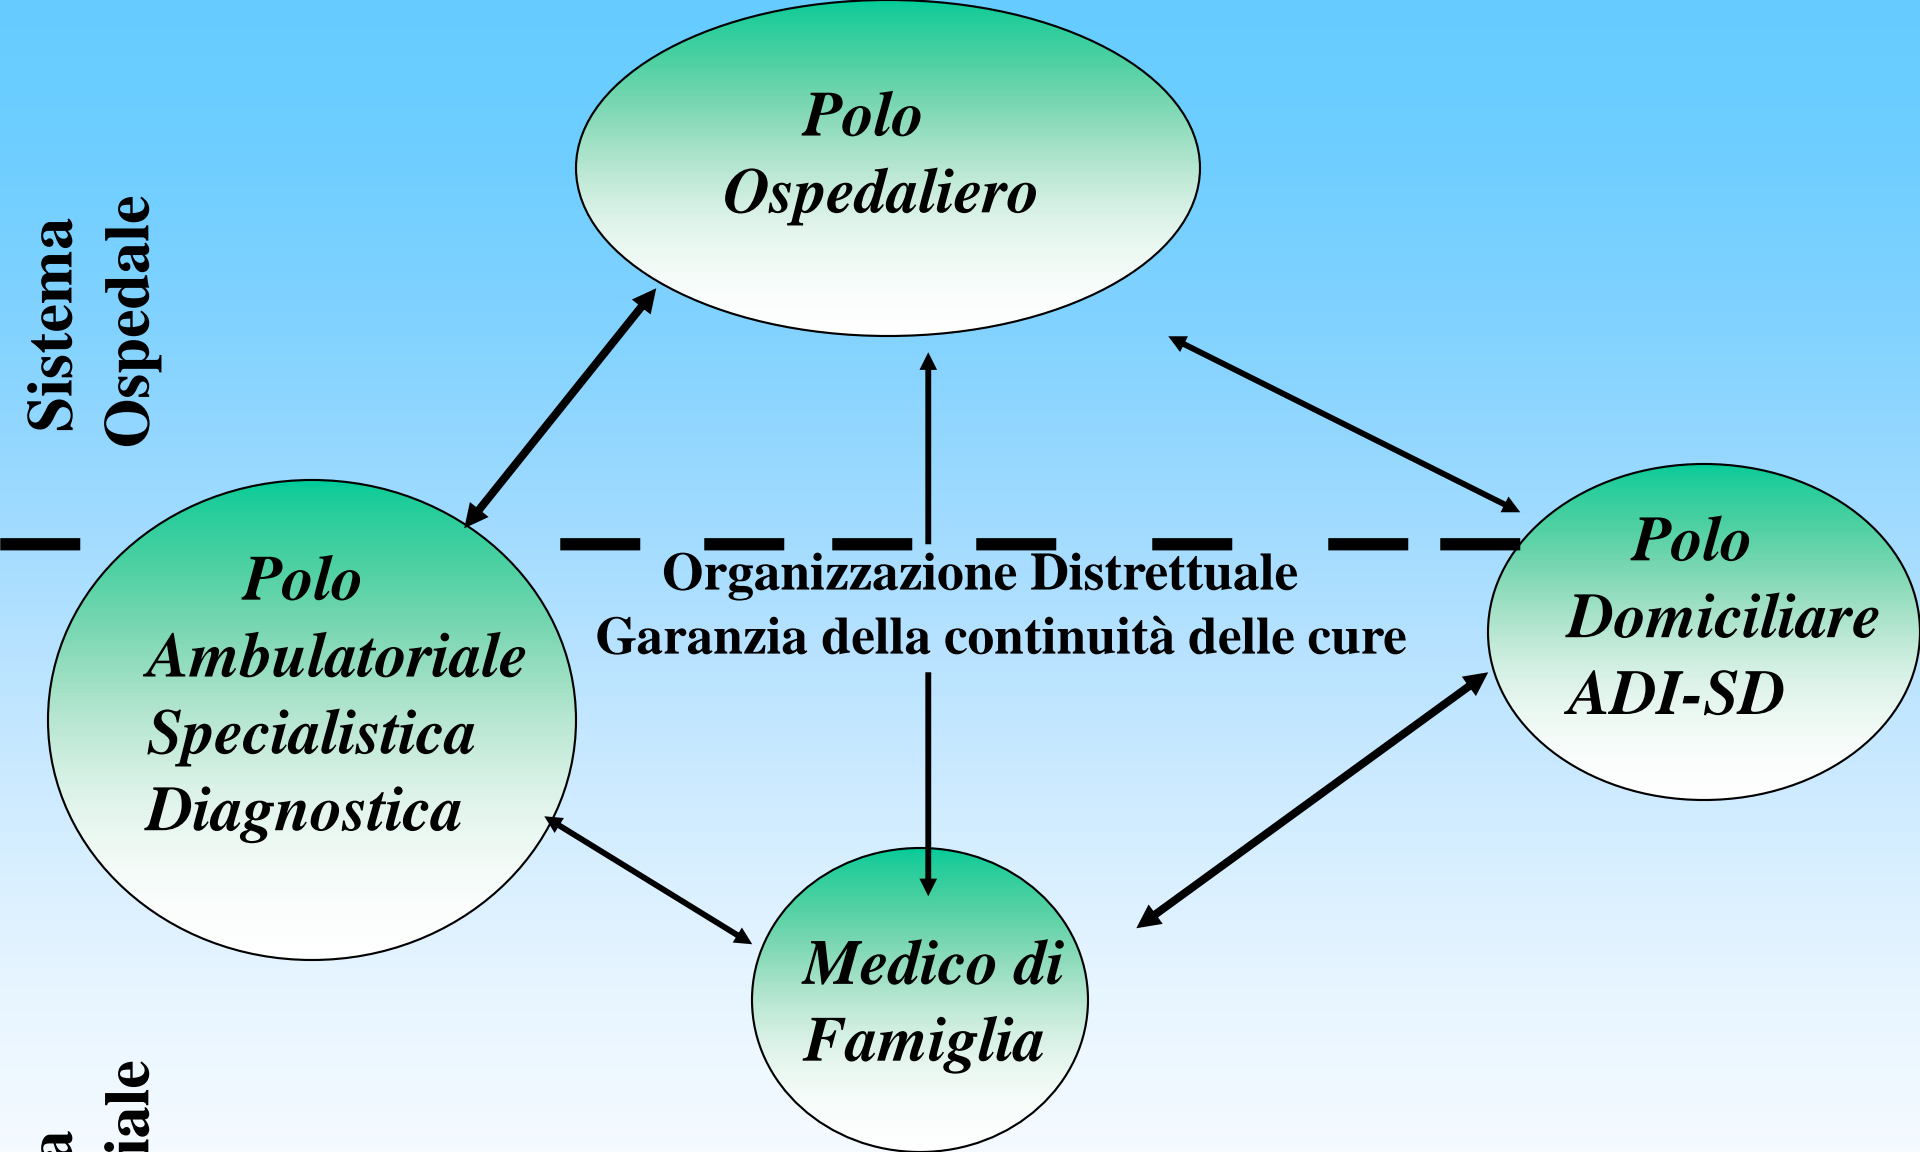 Polo
Ospedaliero
Sistema
Ospedale
Polo
Ambulatoriale
Specialistica
Diagnostica
Organizzazione Distrettuale
Garanzia della continuità delle cure
Polo
Domiciliare
ADI-SD
Medico di
Famiglia